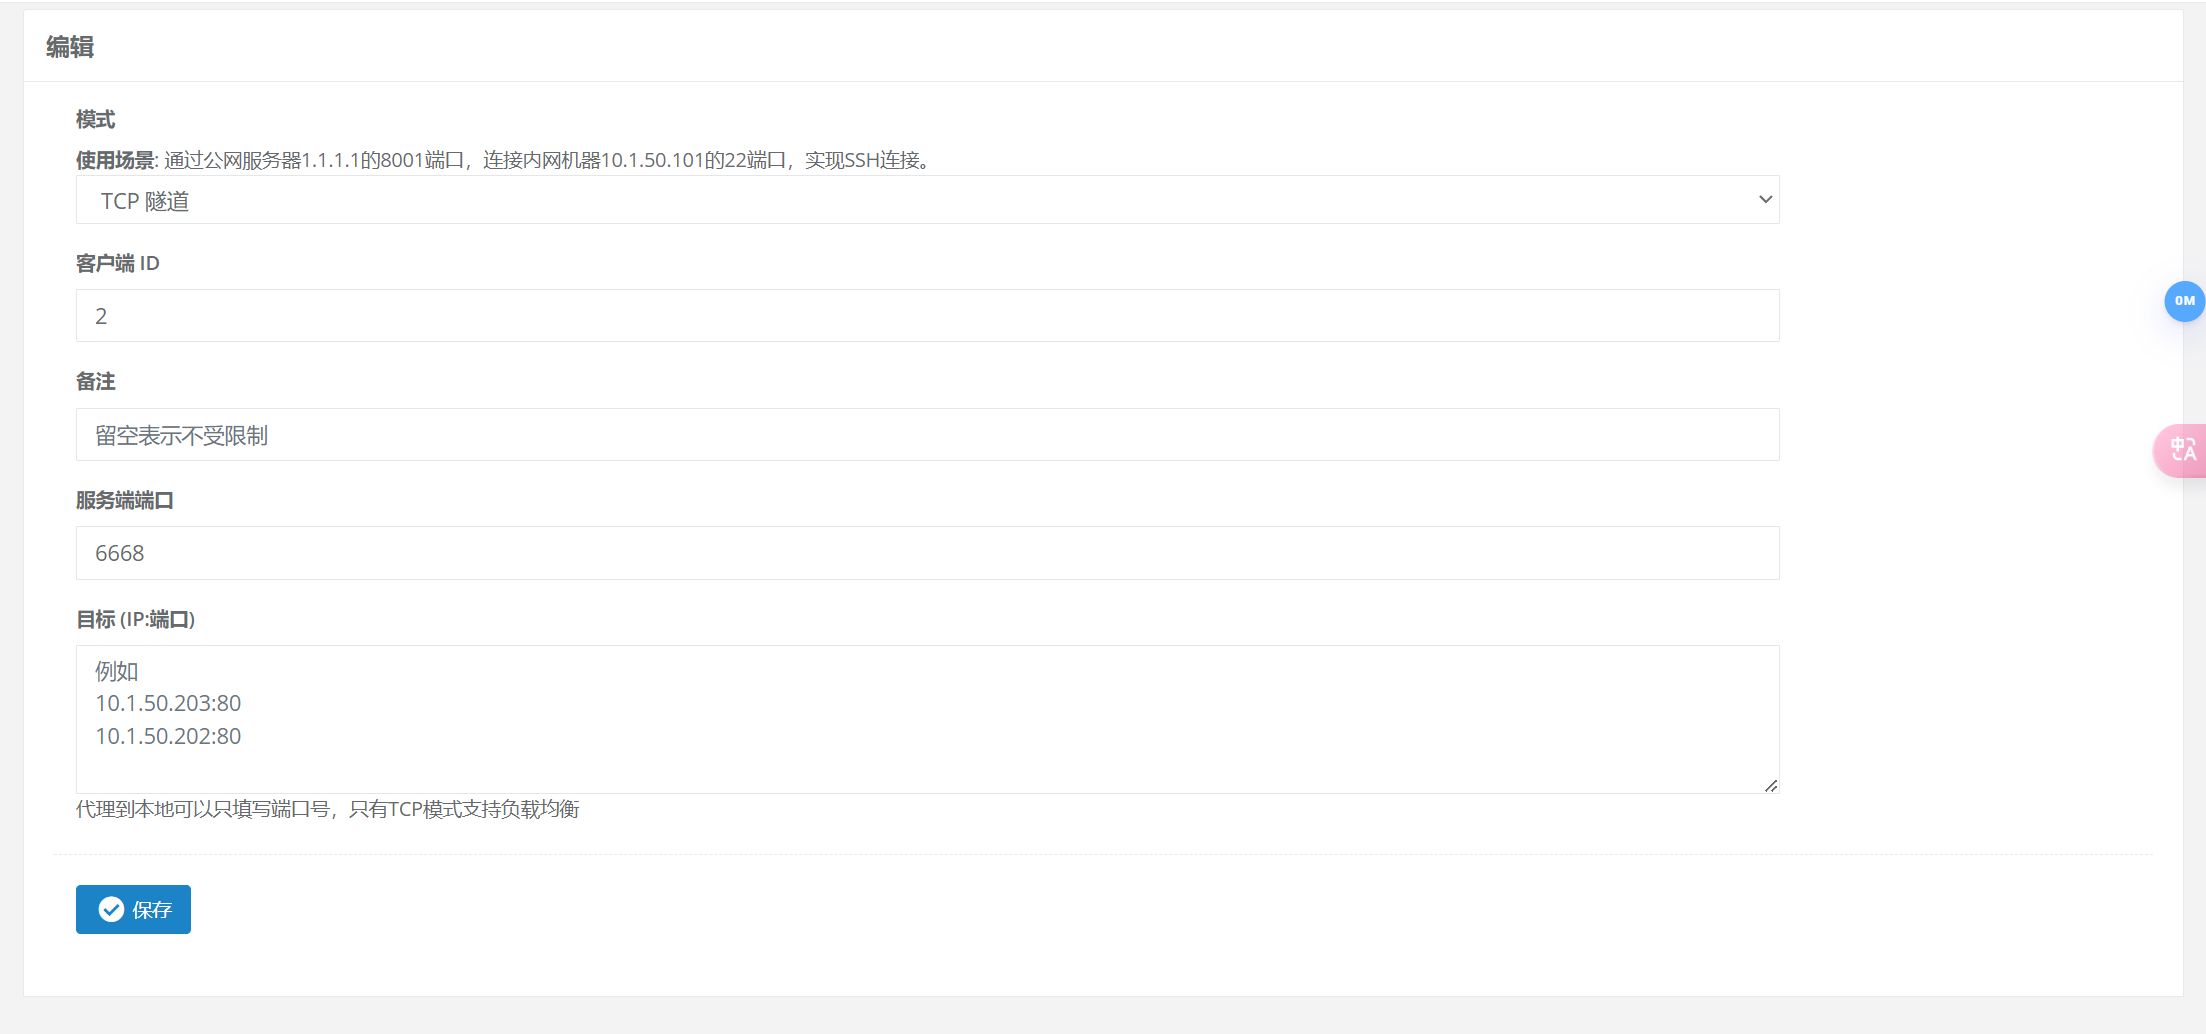 编辑
模式
使用场景: 通过公网服务器1.1.1.1的8001端口，连接内网机器10.1.50.101的22端口，实现SSH连接。
TCP 隧道
客户端 ID
2
0M
备注
留空表示不受限制
中A
服务端端口
6668
目标 (IP:端口)
例如
10.1.50.203:80
10.1.50.202:80
代理到本地可以只填写端口号，只有TCP模式支持负载均衡
保存